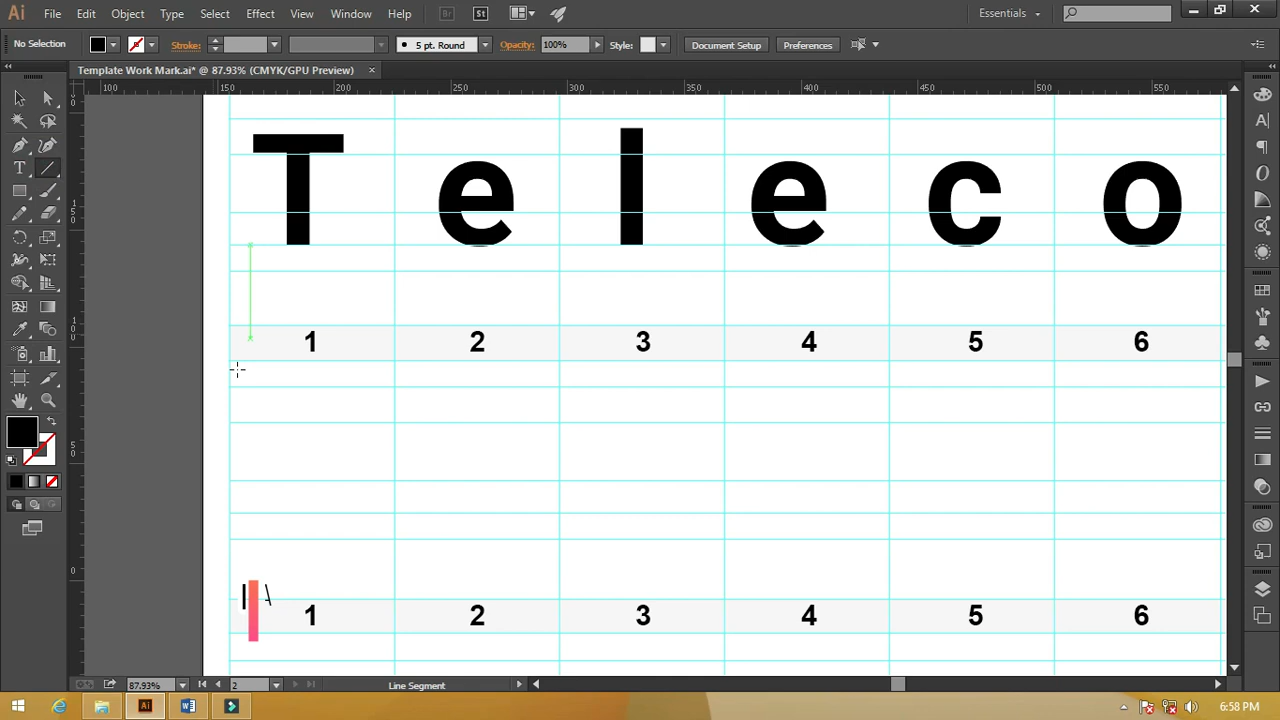 Ai File Edit Object Type Select Effect View Window Help Br St Essentials
No Selection Stroke: 5 pt. Round Opacity: 100% Style: Document Setup Preferences
Template Work Mark.ai* @ 87.93% (CMYK/GPU Preview)
100 150 200 250 300 350 400 450 500 550
T e l e c o
1 2 3 4 5 6
1 2 3 4 5 6
87.93% 2 Line Segment
Ai 6:58 PM